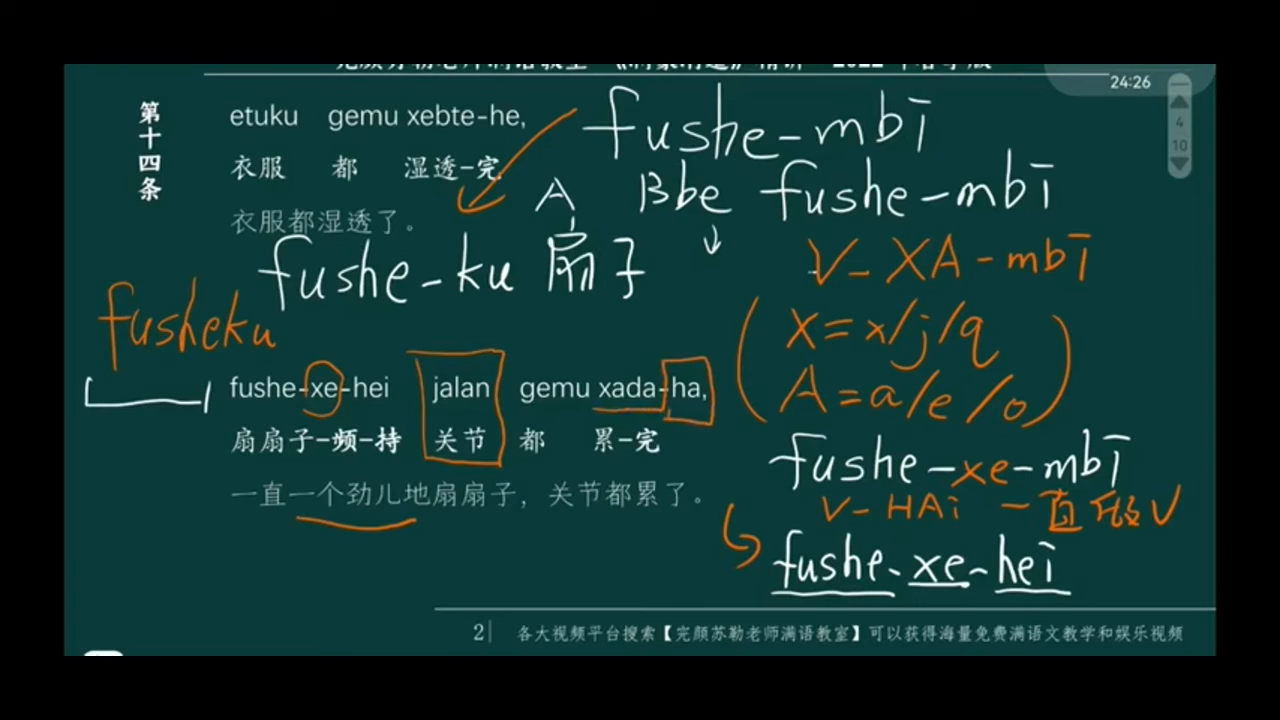 24:26
第十四条
etuku gemu xebte-he,
衣服 都 湿透-完
衣服都湿透了。
fushe-mbi
A Bbe fushe-mbi
fushe-ku 扇子
V-XA-mbi
fusheku
(X=x/j/q
A=a/e/o)
fushe-xe-hei jalan gemu xada-ha,
扇扇子-频-持 关节 都 累-完
一直一个劲儿地扇扇子，关节都累了。
fushe-xe-mbi
V-HAi 一直做V
fushe-xe-hei
4
10
2| 各大视频平台搜索【完颜苏勒老师满语教室】可以获得海量免费满语文教学和娱乐视频